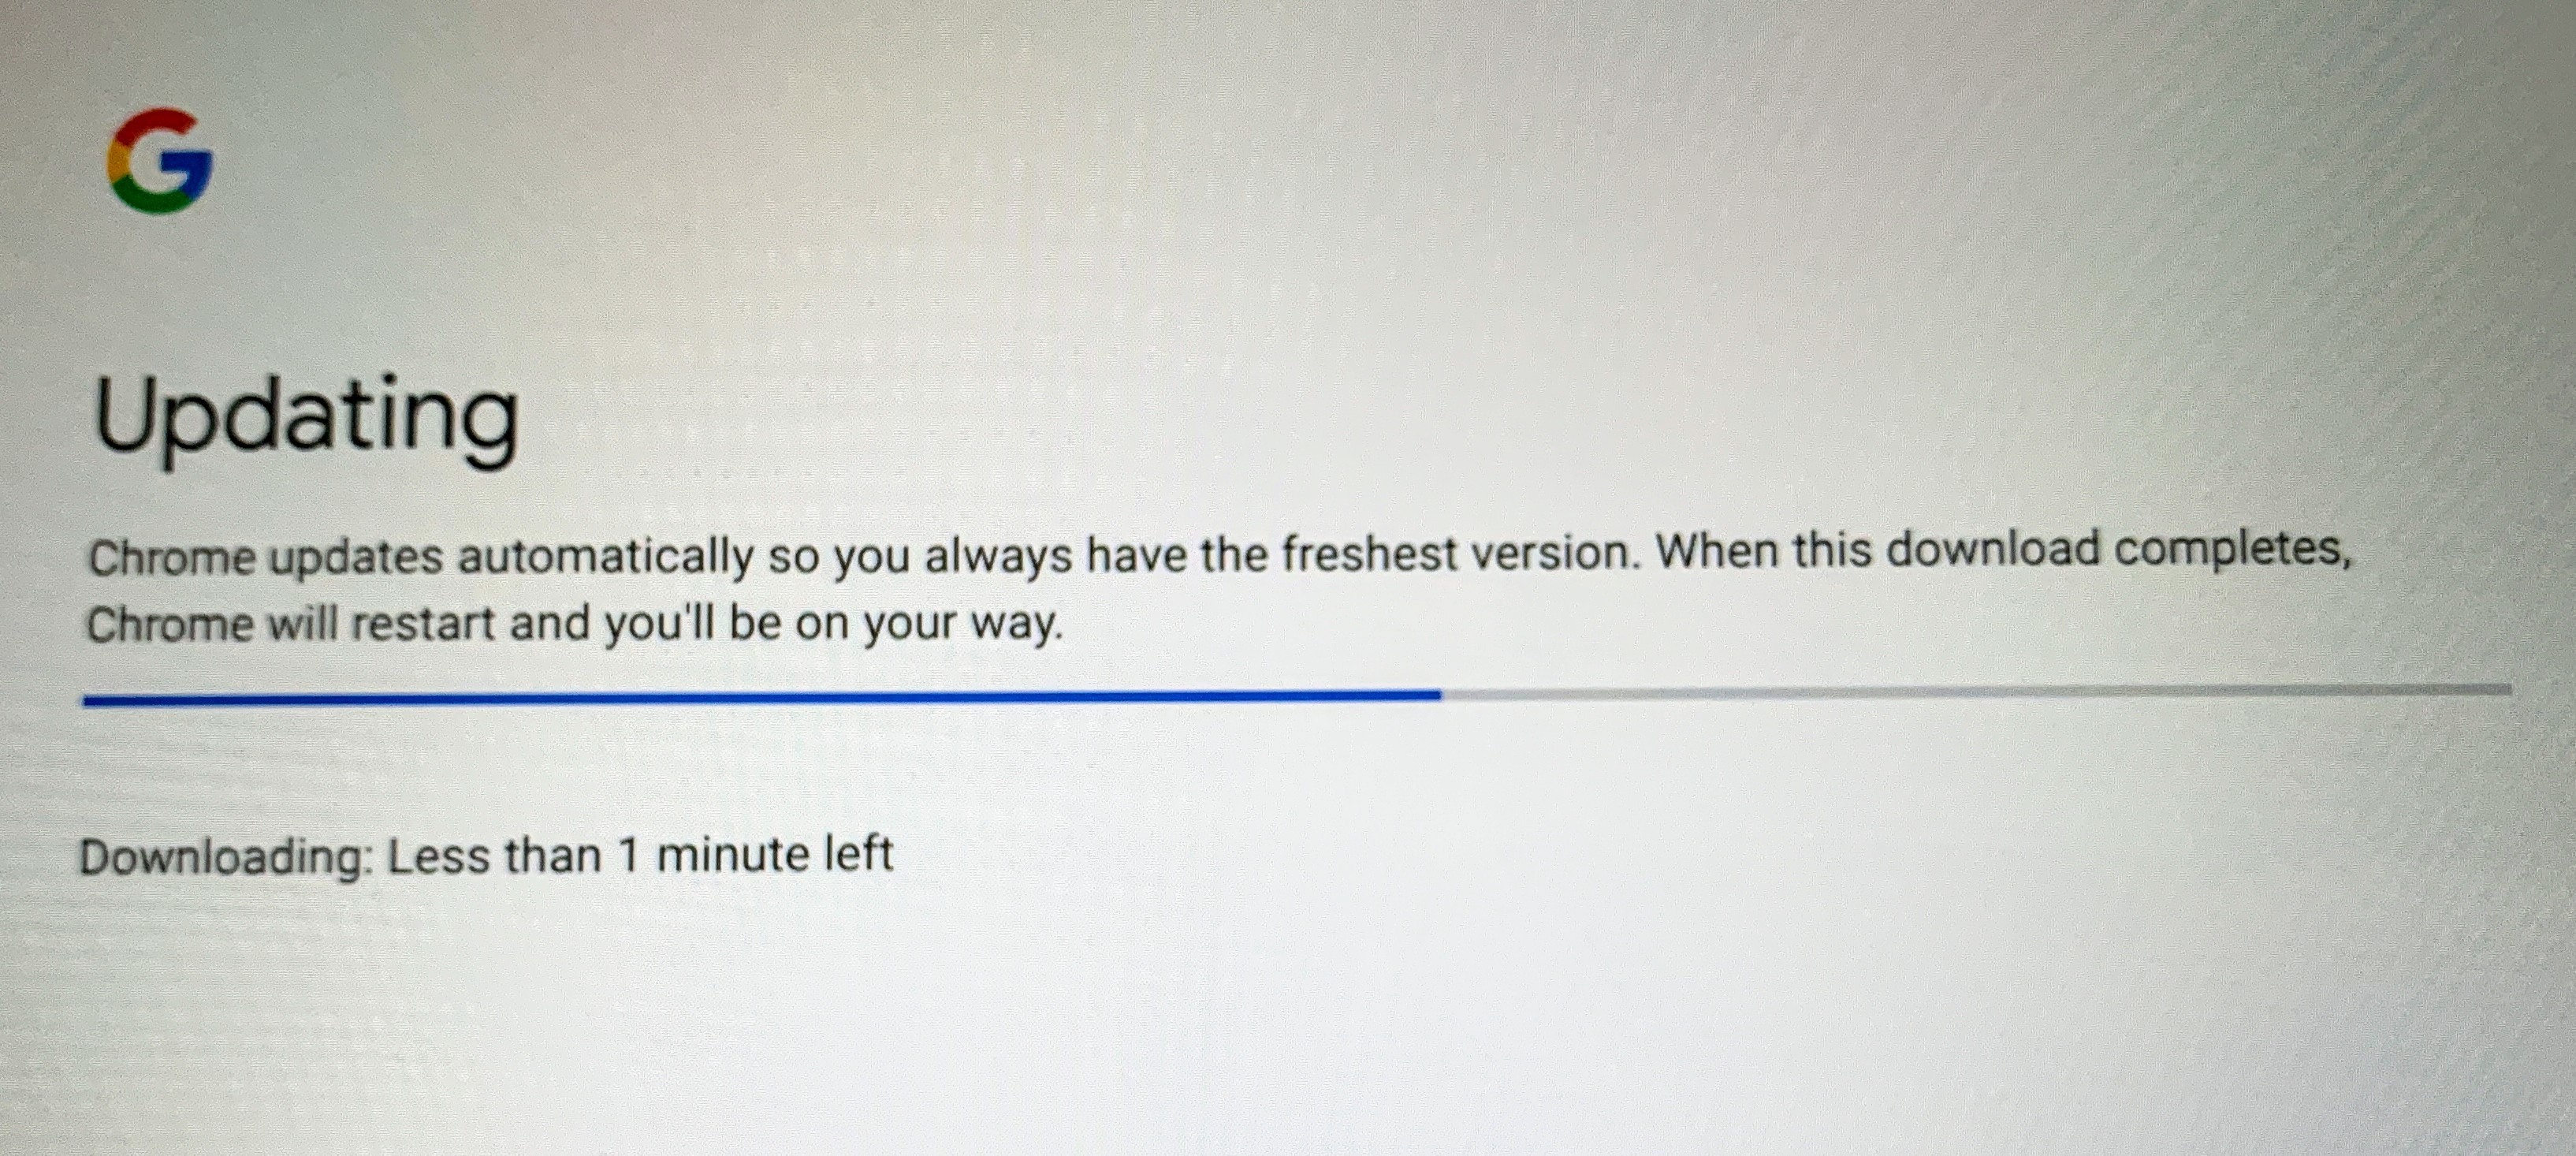 Updating
Chrome updates automatically so you always have the freshest version. When this download completes,
Chrome will restart and you'll be on your way.
Downloading: Less than 1 minute left